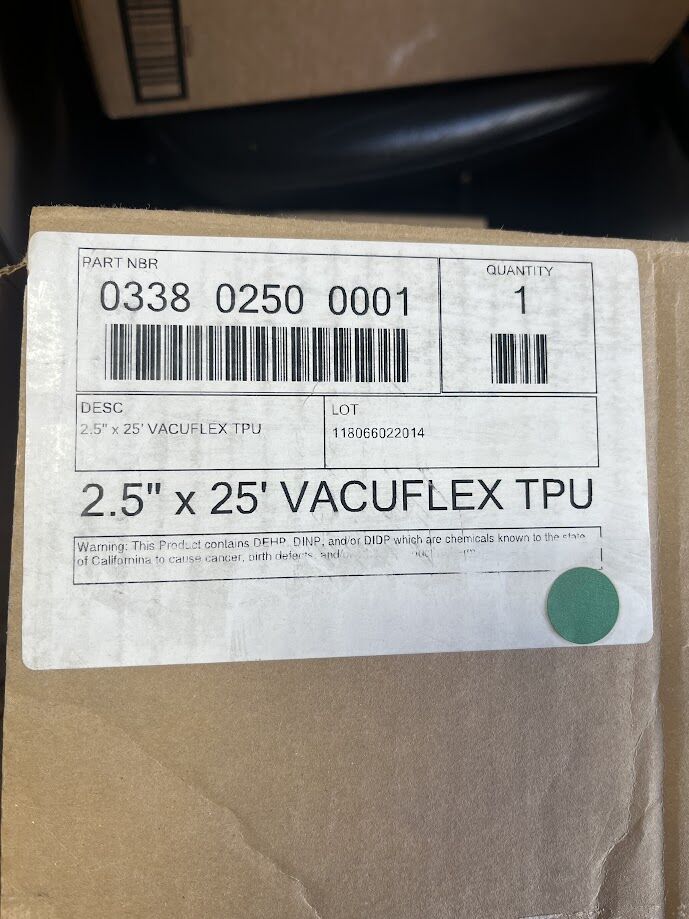 PART NBR
0338 0250 0001
QUANTITY
1
DESC
2.5" x 25' VACUFLEX TPU
LOT
118066022014
2.5" x 25' VACUFLEX TPU
Warning: This Product contains DEHP, DINP, and/or DIDP which are chemicals known to the state
of Californina to cause cancer, birth defects, and/